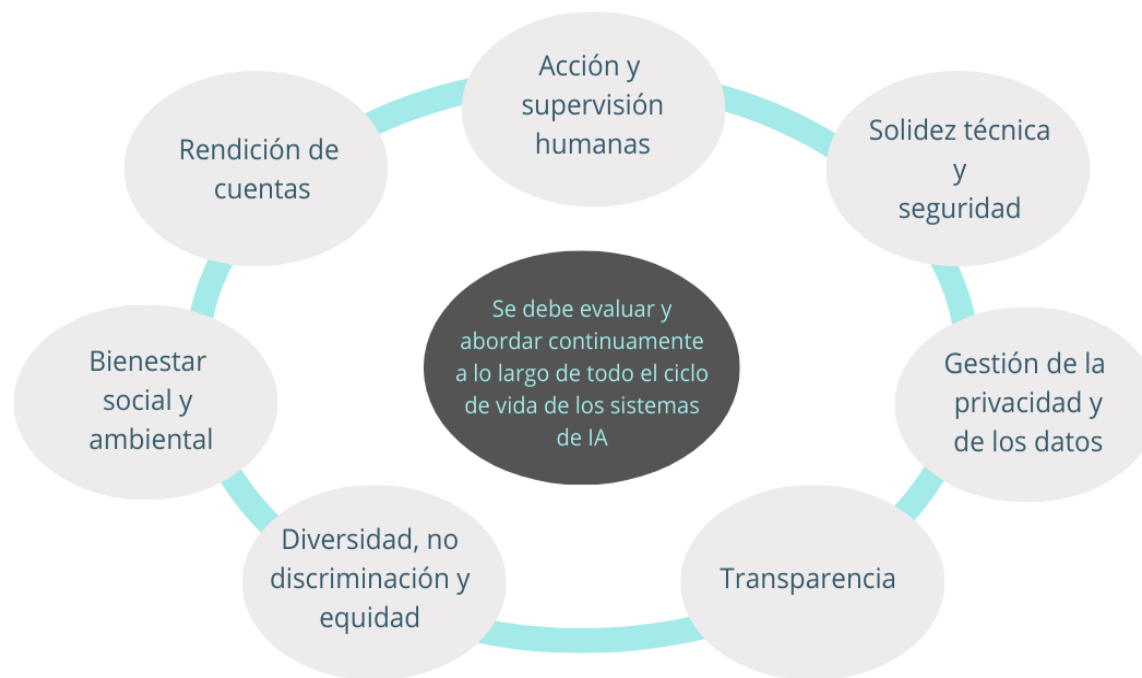 Acción y
supervisión
humanas
Solidez técnica
y
seguridad
Gestión de la
privacidad y
de los datos
Transparencia
Diversidad, no
discriminación y
equidad
Bienestar
social y
ambiental
Rendición de
cuentas
Se debe evaluar y
abordar continuamente
a lo largo de todo el ciclo
de vida de los sistemas
de IA